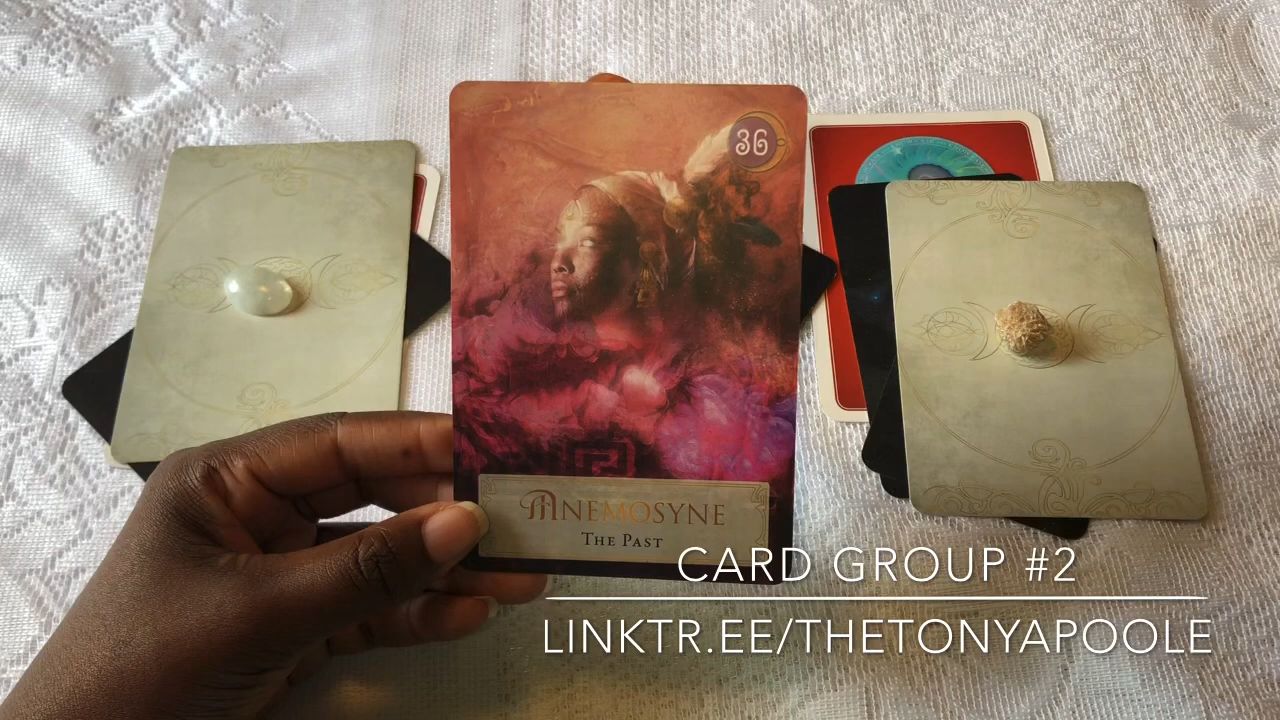 36
MNEMOSYNE
THE PAST
CARD GROUP #2
LINKTR.EE/THETONYAPOOLE